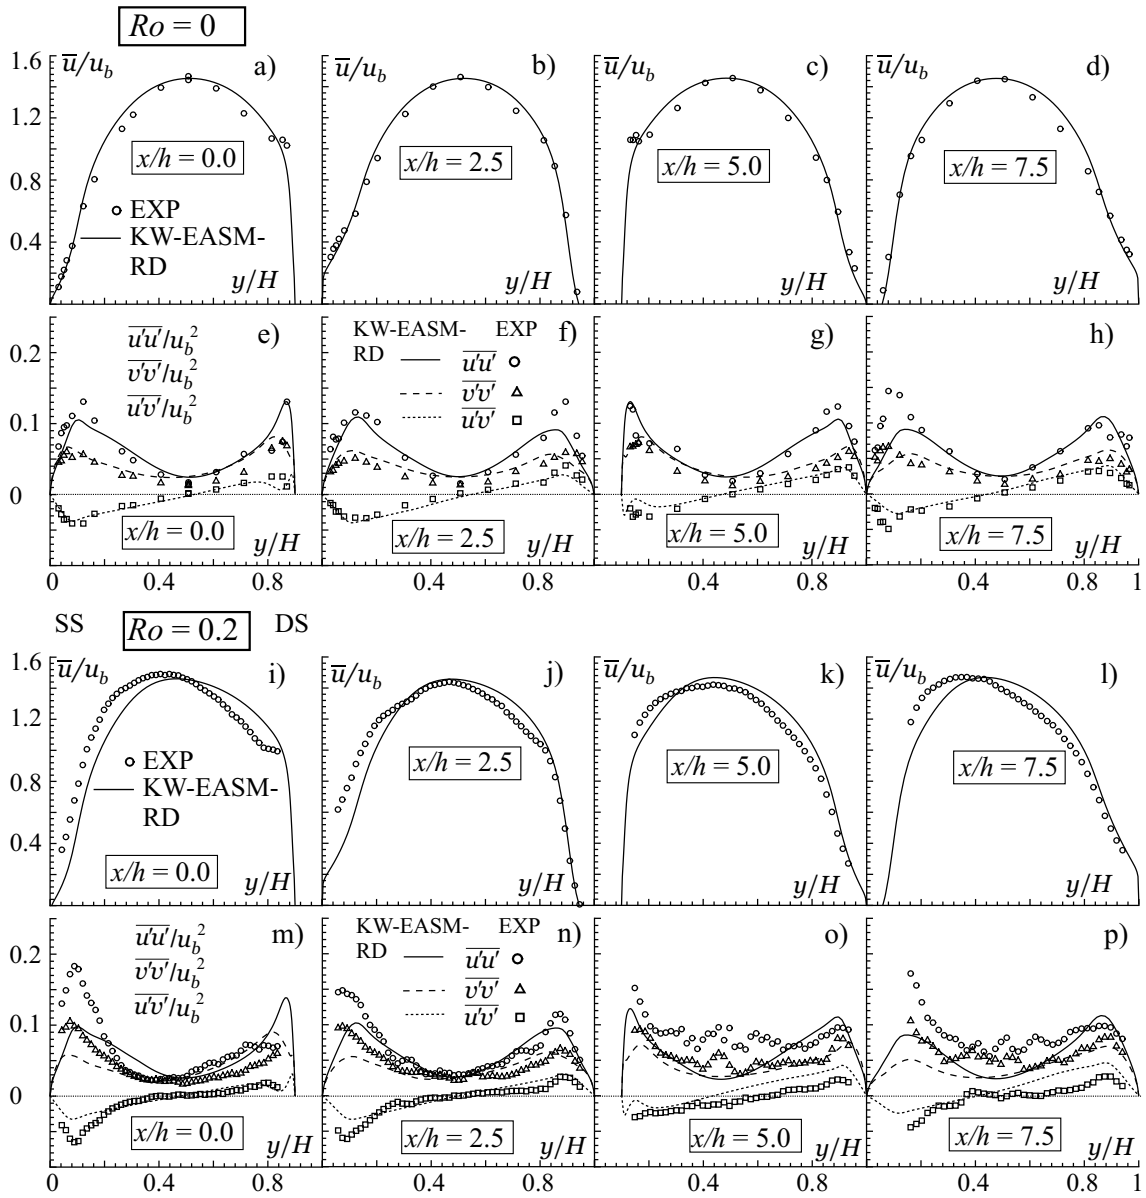 Ro = 0
1.6
1.2
0.8
0.4
u̅/u_b
a)
x/h = 0.0
EXP
KW-EASM-
RD
y/H
u̅/u_b
b)
x/h = 2.5
y/H
u̅/u_b
c)
x/h = 5.0
y/H
u̅/u_b
d)
x/h = 7.5
y/H
0.2
0.1
0
u'u'/u_b²
v'v'/u_b²
u'v'/u_b²
e)
x/h = 0.0
y/H
KW-EASM-
RD
EXP
u'u'
v'v'
u'v'
f)
x/h = 2.5
y/H
g)
x/h = 5.0
y/H
h)
x/h = 7.5
y/H
0 0.4 0.8 0.4 0.8 0.4 0.8 0.4 0.8 1
SS
Ro = 0.2
DS
1.6
1.2
0.8
0.4
u̅/u_b
i)
EXP
KW-EASM-
RD
x/h = 0.0
y/H
u̅/u_b
j)
x/h = 2.5
y/H
u̅/u_b
k)
x/h = 5.0
y/H
u̅/u_b
l)
x/h = 7.5
y/H
0.2
0.1
0
u'u'/u_b²
v'v'/u_b²
u'v'/u_b²
m)
x/h = 0.0
y/H
KW-EASM-
RD
EXP
u'u'
v'v'
u'v'
n)
x/h = 2.5
y/H
o)
x/h = 5.0
y/H
p)
x/h = 7.5
y/H
0 0.4 0.8 0.4 0.8 0.4 0.8 0.4 0.8 1